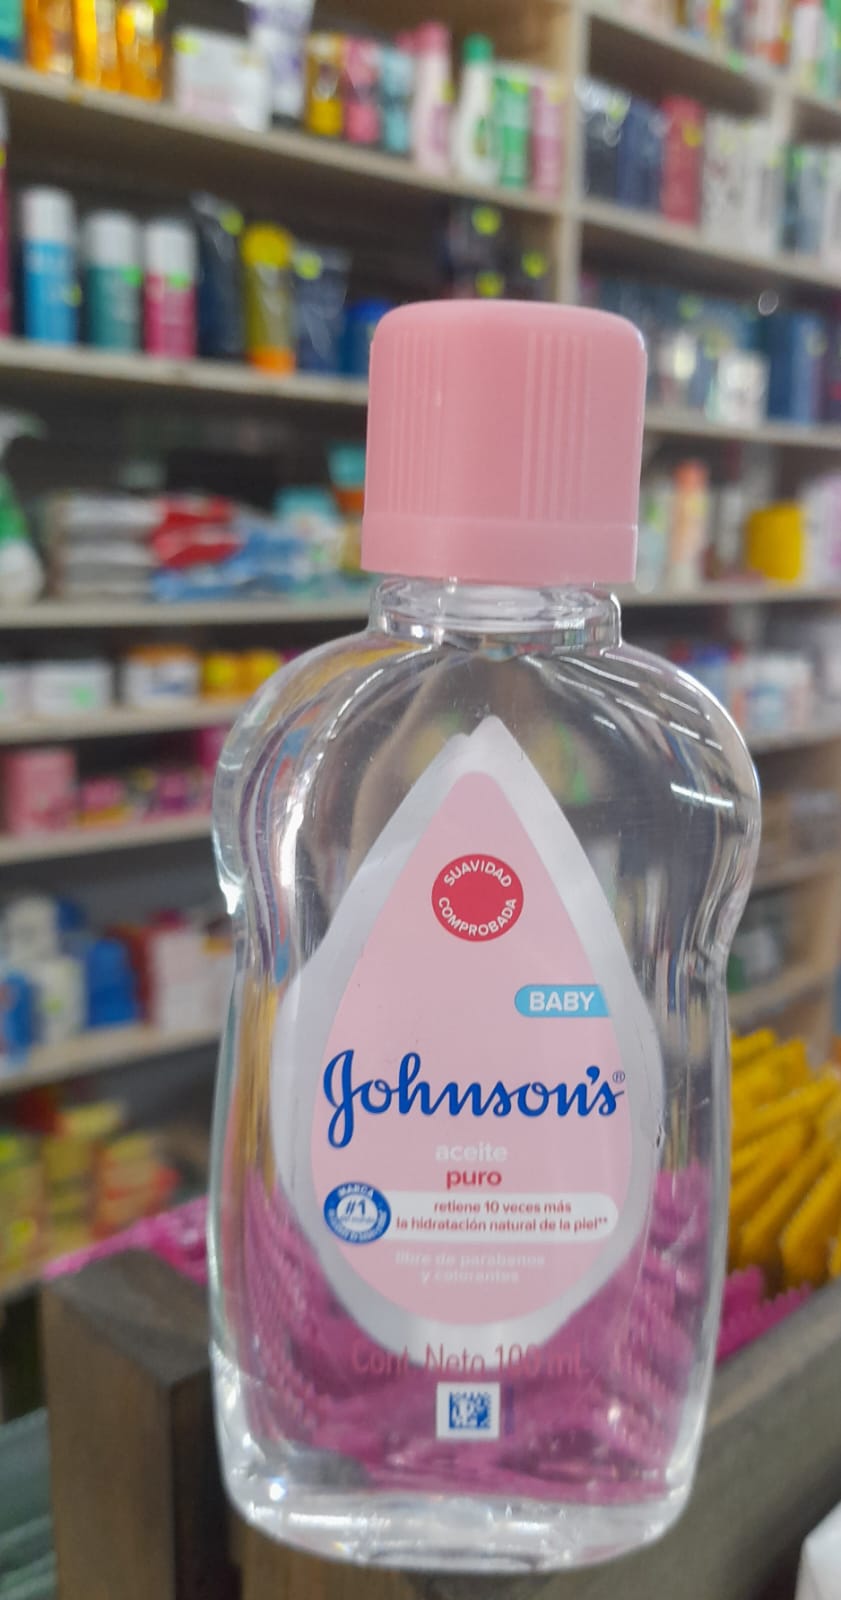 SUAVIDAD
COMPROBADA
BABY
Johnson's®
aceite
puro
MARCA
#1
retiene 10 veces más
la hidratación natural de la piel**
libre de parabenos
y colorantes
Cont. Neto 100 mL